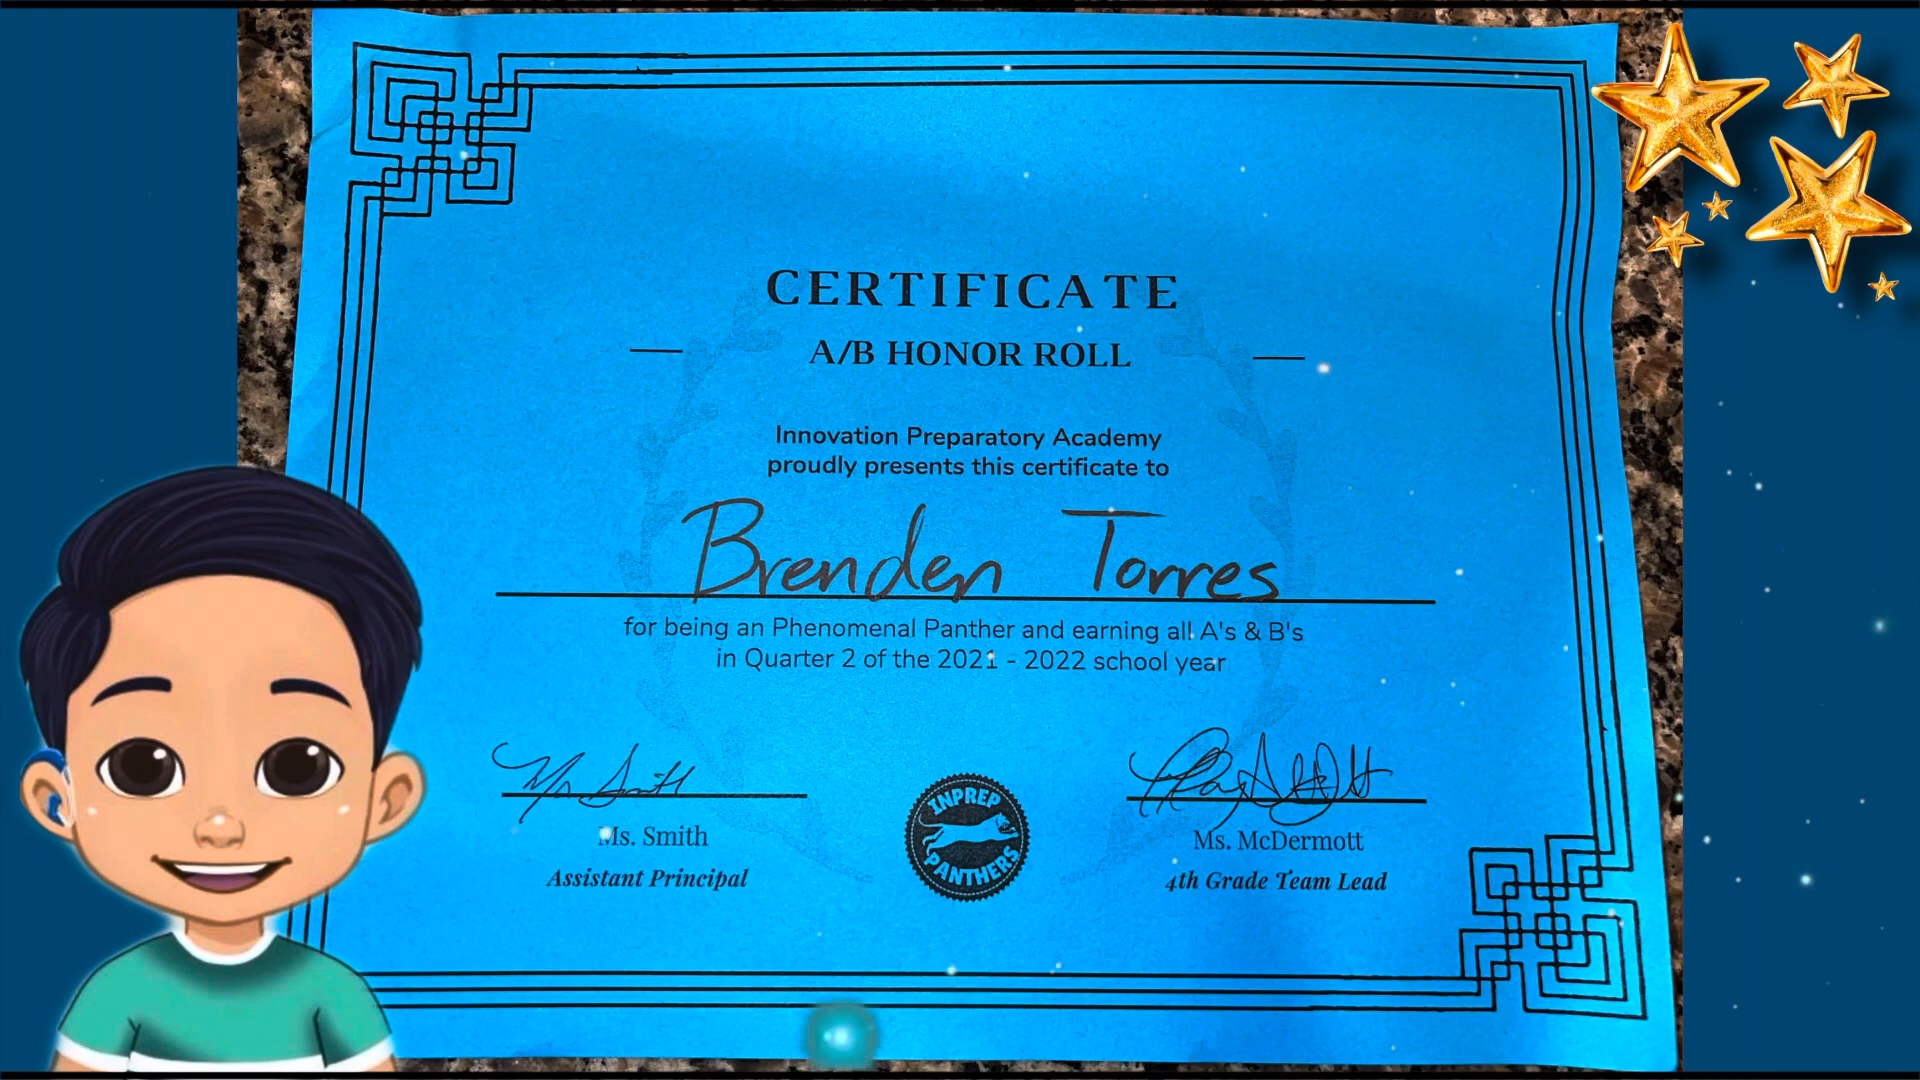 CERTIFICATE
A/B HONOR ROLL
Innovation Preparatory Academy
proudly presents this certificate to
Brenden Torres
for being an Phenomenal Panther and earning all A's & B's
in Quarter 2 of the 2021 - 2022 school year
Ms. Smith
Ms. Smith
Assistant Principal
INPREP
PANTHERS
Ms. McDermott
4th Grade Team Lead